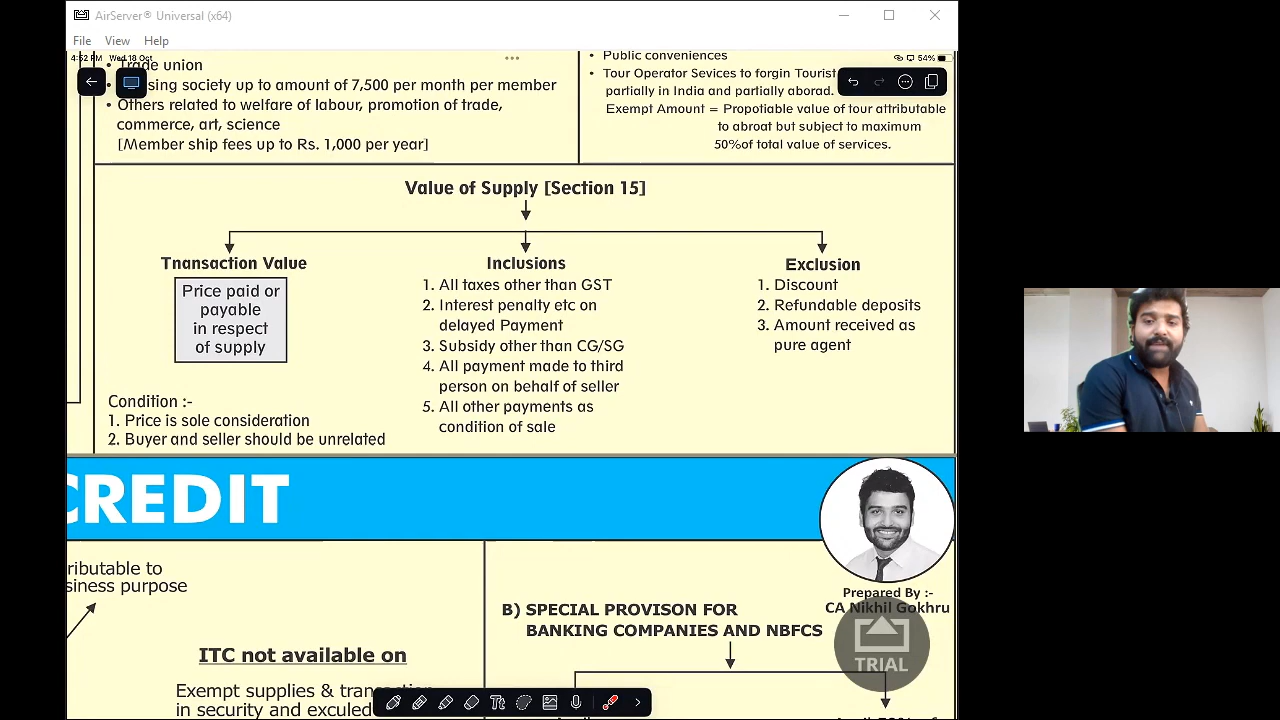 AirServer® Universal (x64)
File View Help
4:52 PM Wed 18 Oct
54%
• Trade union
sing society up to amount of 7,500 per month per member
• Others related to welfare of labour, promotion of trade,
commerce, art, science
[Member ship fees up to Rs. 1,000 per year]
• Public conveniences
• Tour Operator Sevices to forgin Tourist
partially in India and partially aborad.
Exempt Amount = Propotiable value of tour attributable
to abroat but subject to maximum
50%of total value of services.
Value of Supply [Section 15]
Tnansaction Value
Price paid or
payable
in respect
of supply
Condition :-
1. Price is sole consideration
2. Buyer and seller should be unrelated
Inclusions
1. All taxes other than GST
2. Interest penalty etc on
delayed Payment
3. Subsidy other than CG/SG
4. All payment made to third
person on behalf of seller
5. All other payments as
condition of sale
Exclusion
1. Discount
2. Refundable deposits
3. Amount received as
pure agent
CREDIT
Prepared By :-
CA Nikhil Gokhru
TRIAL
ributable to
siness purpose
ITC not available on
Exempt supplies & transaction
in security and exculed
B) SPECIAL PROVISON FOR
BANKING COMPANIES AND NBFCS